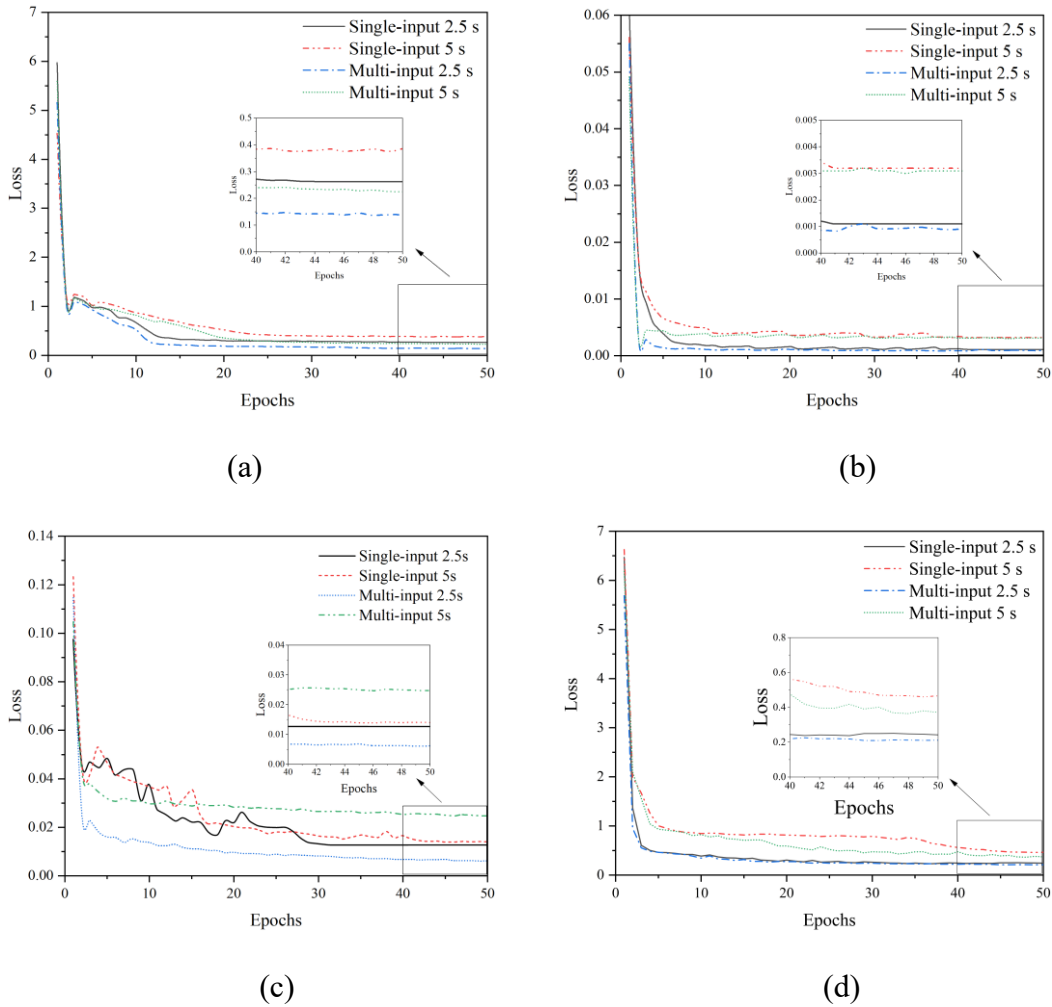 7
6
5
4
3
2
1
0
Loss
0
10
20
30
40
50
Epochs
Single-input 2.5 s
Single-input 5 s
Multi-input 2.5 s
Multi-input 5 s
0.5
0.4
0.3
0.2
0.1
0.0
Loss
40
42
44
46
48
50
Epochs
(a)
0.06
0.05
0.04
0.03
0.02
0.01
0.00
Loss
0
10
20
30
40
50
Epochs
Single-input 2.5 s
Single-input 5 s
Multi-input 2.5 s
Multi-input 5 s
0.005
0.004
0.003
0.002
0.001
0.000
Loss
40
42
44
46
48
50
Epochs
(b)
0.14
0.12
0.10
0.08
0.06
0.04
0.02
0.00
Loss
0
10
20
30
40
50
Epochs
Single-input 2.5s
Single-input 5s
Multi-input 2.5s
Multi-input 5s
0.04
0.03
0.02
0.01
0.00
Loss
40
42
44
46
48
50
Epochs
(c)
7
6
5
4
3
2
1
0
Loss
0
10
20
30
40
50
Epochs
Single-input 2.5 s
Single-input 5 s
Multi-input 2.5 s
Multi-input 5 s
0.8
0.6
0.4
0.2
0.0
Loss
40
42
44
46
48
50
Epochs
(d)